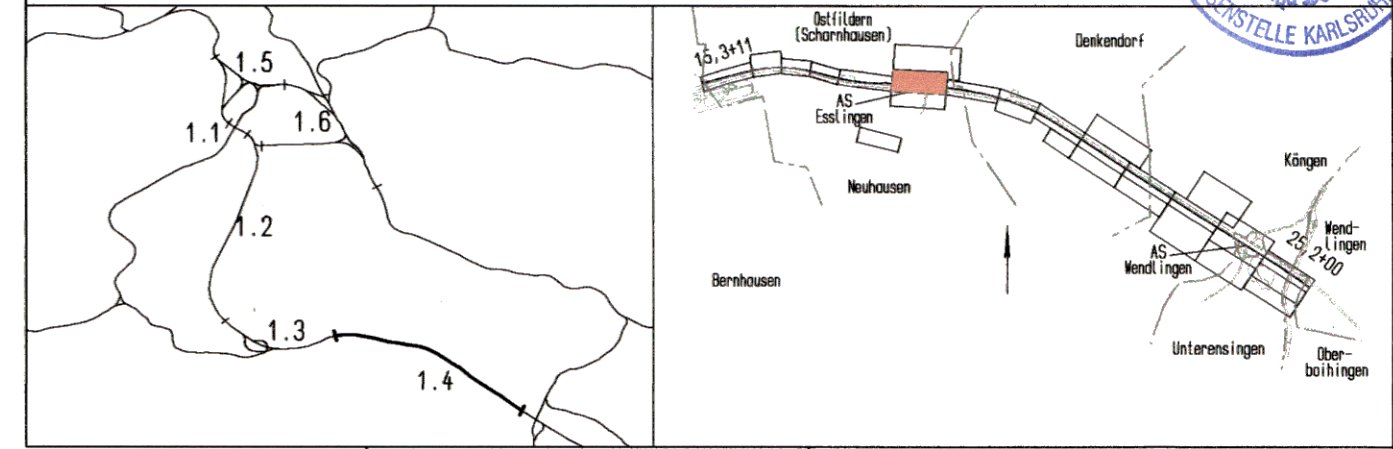 1.5
1.1
1.6
1.2
1.3
1.4
Ostfildern
(Scharnhausen)
Denkendorf
15,3+11
AS
Esslingen
Neuhausen
Köngen
Wend-
lingen
25,2+00
AS
Wendlingen
Bernhausen
Unterensingen
Ober-
boihingen
SENSTELLE KARLSRU